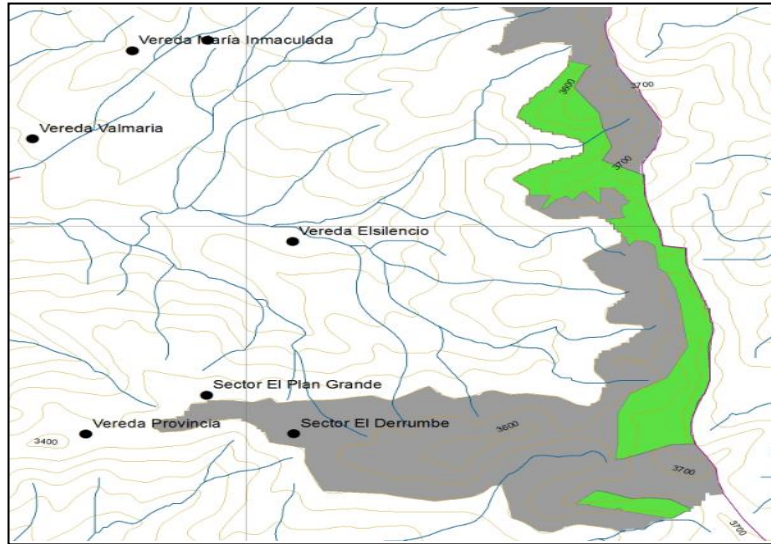 Vereda María Inmaculada
3700
3600
Vereda Valmaria
3700
Vereda Elsilencio
Sector El Plan Grande
Vereda Provincia
Sector El Derrumbe
3600
3400
3700
3700